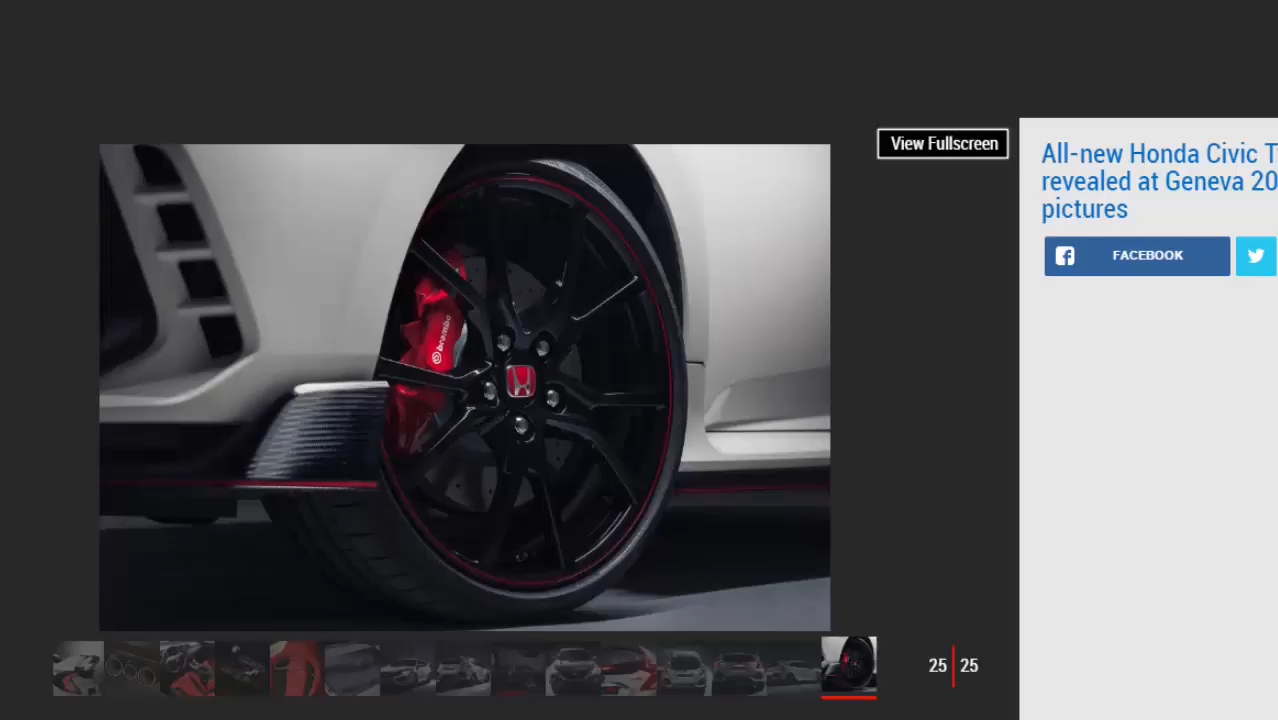 View Fullscreen
All-new Honda Civic T
revealed at Geneva 20
pictures
FACEBOOK
brembo
25 25